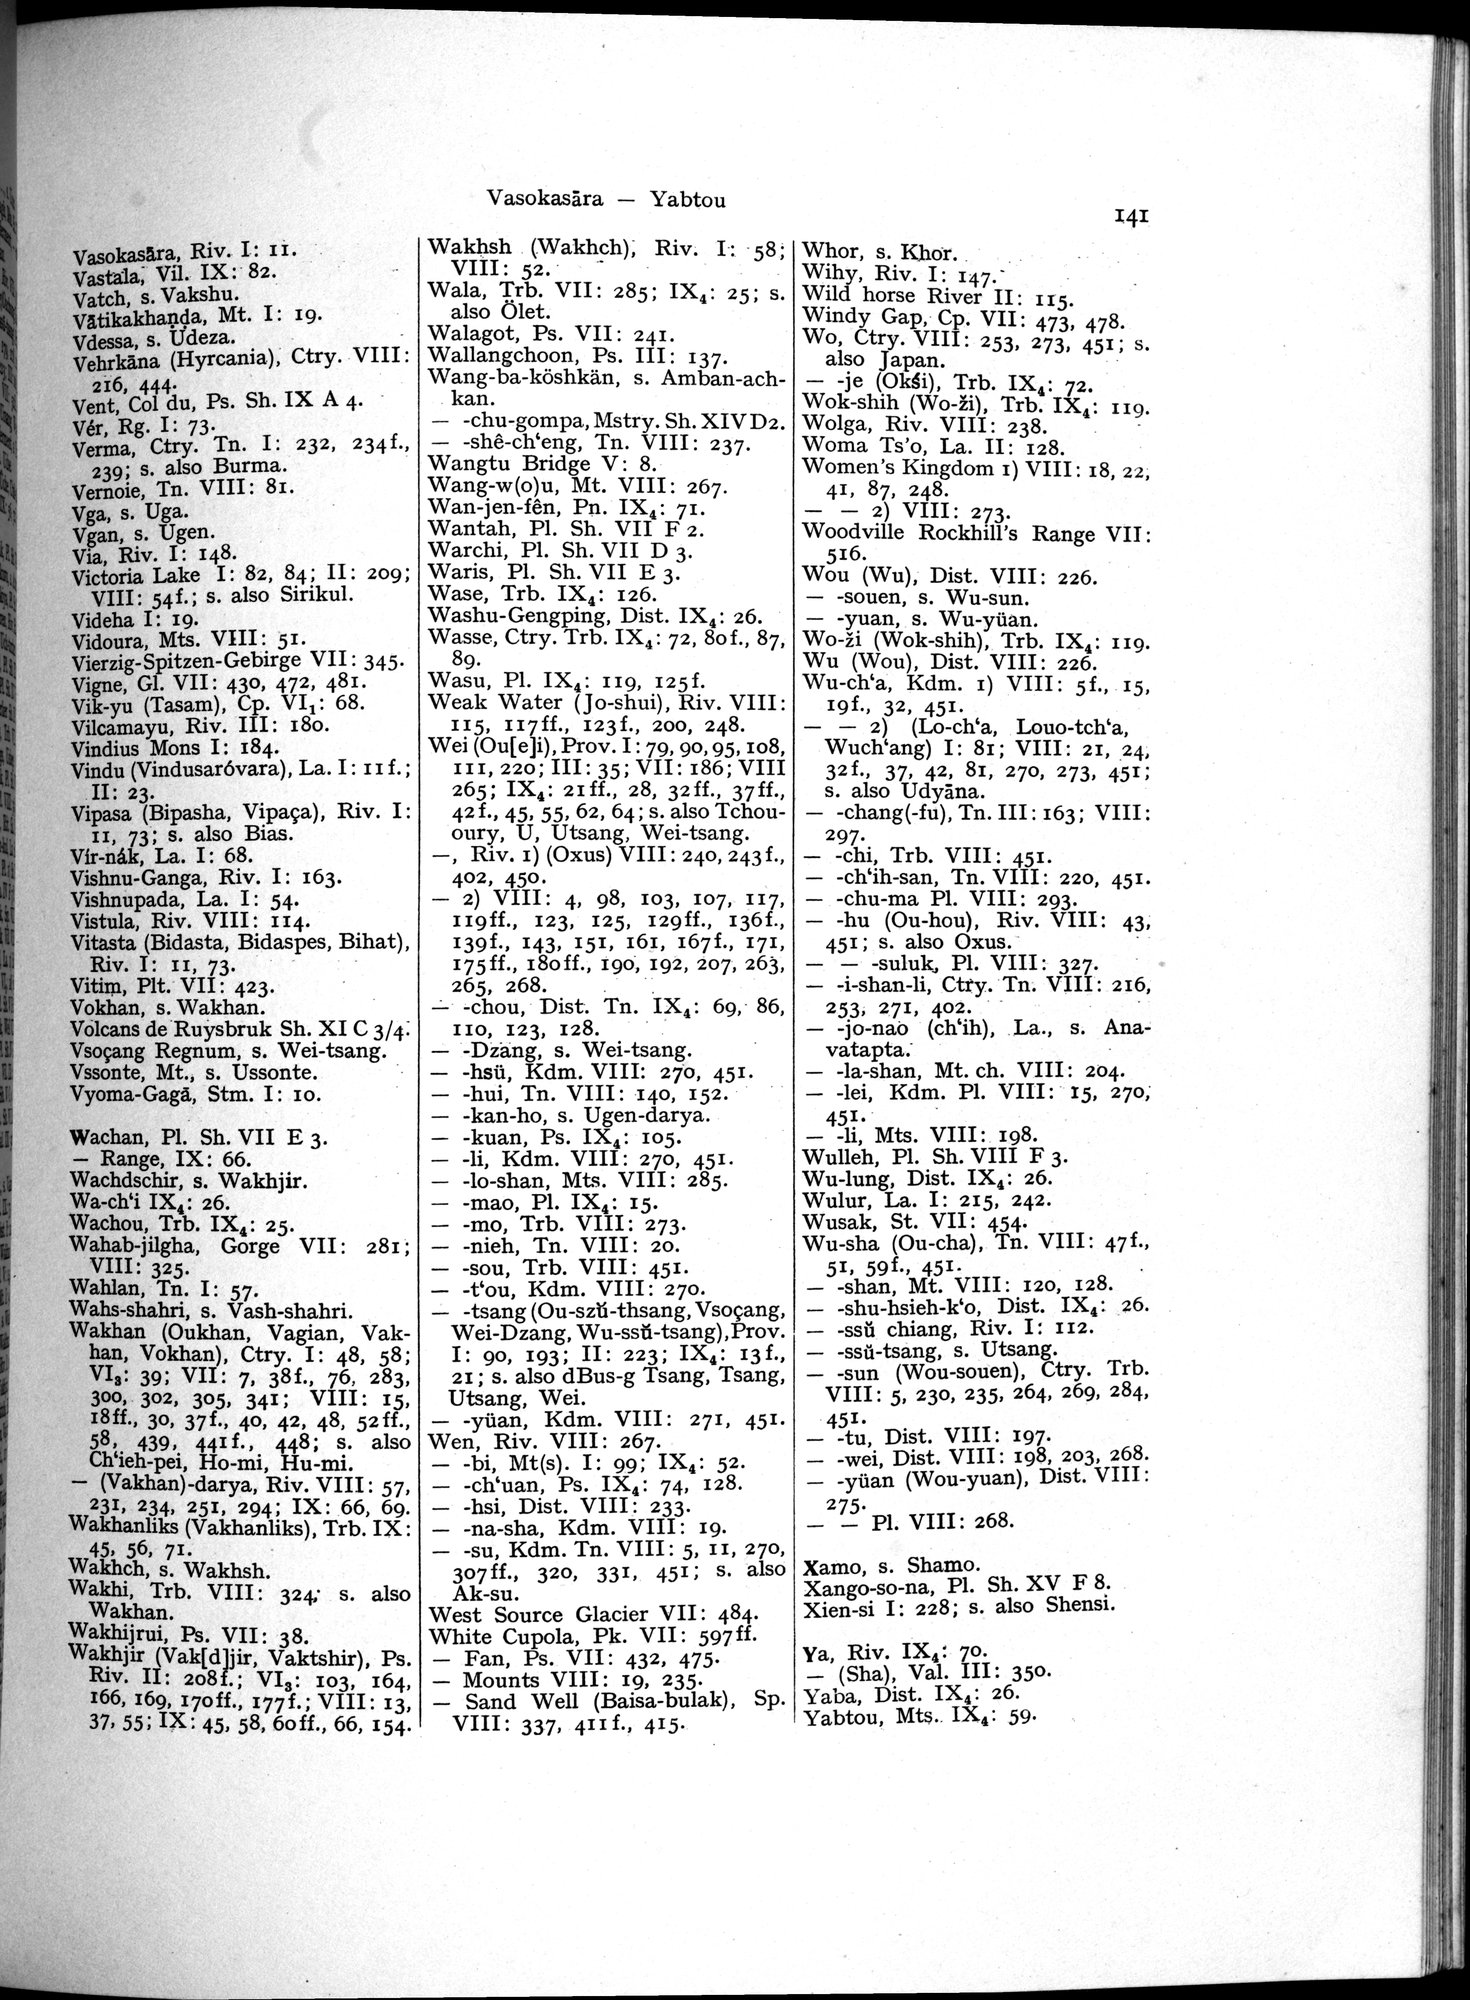 Vasokasāra — Yabtou
141
Vasokasāra, Riv. I: 11.
Vastala, Vil. IX: 82.
Vatch, s. Vakshu.
Vātikakhaṇḍa, Mt. I: 19.
Vdessa, s. Udeza.
Vehrkāna (Hyrcania), Ctry. VIII:
216, 444.
Vent, Col du, Ps. Sh. IX A 4.
Vér, Rg. I: 73.
Verma, Ctry. Tn. I: 232, 234f.,
239; s. also Burma.
Vernoie, Tn. VIII: 81.
Vga, s. Uga.
Vgan, s. Ugen.
Via, Riv. I: 148.
Victoria Lake I: 82, 84; II: 209;
VIII: 54f.; s. also Sirikul.
Videha I: 19.
Vidoura, Mts. VIII: 51.
Vierzig-Spitzen-Gebirge VII: 345.
Vigne, Gl. VII: 430, 472, 481.
Vik-yu (Tasam), Cp. VI₁: 68.
Vilcamayu, Riv. III: 180.
Vindius Mons I: 184.
Vindu (Vindusaróvara), La. I: 11f.;
II: 23.
Vipasa (Bipasha, Vipaça), Riv. I:
11, 73; s. also Bias.
Vír-nák, La. I: 68.
Vishnu-Ganga, Riv. I: 163.
Vishnupada, La. I: 54.
Vistula, Riv. VIII: 114.
Vitasta (Bidasta, Bidaspes, Bihat),
Riv. I: 11, 73.
Vitim, Plt. VII: 423.
Vokhan, s. Wakhan.
Volcans de Ruysbruk Sh. XI C 3/4.
Vsoçang Regnum, s. Wei-tsang.
Vssonte, Mt., s. Ussonte.
Vyoma-Gagā, Stm. I: 10.
Wachan, Pl. Sh. VII E 3.
— Range, IX: 66.
Wachdschir, s. Wakhjir.
Wa-ch‘i IX₄: 26.
Wachou, Trb. IX₄: 25.
Wahab-jilgha, Gorge VII: 281;
VIII: 325.
Wahlan, Tn. I: 57.
Wahs-shahri, s. Vash-shahri.
Wakhan (Oukhan, Vagian, Vak-
han, Vokhan), Ctry. I: 48, 58;
VI₃: 39; VII: 7, 38f., 76, 283,
300, 302, 305, 341; VIII: 15,
18ff., 30, 37f., 40, 42, 48, 52ff.,
58, 439, 441f., 448; s. also
Ch‘ieh-pei, Ho-mi, Hu-mi.
— (Vakhan)-darya, Riv. VIII: 57,
231, 234, 251, 294; IX: 66, 69.
Wakhanliks (Vakhanliks), Trb. IX:
45, 56, 71.
Wakhch, s. Wakhsh.
Wakhi, Trb. VIII: 324; s. also
Wakhan.
Wakhijrui, Ps. VII: 38.
Wakhjir (Vak[d]jir, Vaktshir), Ps.
Riv. II: 208f.; VI₃: 103, 164,
166, 169, 170ff., 177f.; VIII: 13,
37, 55; IX: 45, 58, 60ff., 66, 154.
Wakhsh (Wakhch), Riv. I: 58;
VIII: 52.
Wala, Trb. VII: 285; IX₄: 25; s.
also Ölet.
Walagot, Ps. VII: 241.
Wallangchoon, Ps. III: 137.
Wang-ba-köshkän, s. Amban-ach-
kan.
— -chu-gompa, Mstry. Sh. XIV D2.
— -shê-ch‘eng, Tn. VIII: 237.
Wangtu Bridge V: 8.
Wang-w(o)u, Mt. VIII: 267.
Wan-jen-fên, Pn. IX₄: 71.
Wantah, Pl. Sh. VII F 2.
Warchi, Pl. Sh. VII D 3.
Waris, Pl. Sh. VII E 3.
Wase, Trb. IX₄: 126.
Washu-Gengping, Dist. IX₄: 26.
Wasse, Ctry. Trb. IX₄: 72, 80f., 87,
89.
Wasu, Pl. IX₄: 119, 125f.
Weak Water (Jo-shui), Riv. VIII:
115, 117ff., 123f., 200, 248.
Wei (Ou[e]i), Prov. I: 79, 90, 95, 108,
111, 220; III: 35; VII: 186; VIII
265; IX₄: 21ff., 28, 32ff., 37ff.,
42f., 45, 55, 62, 64; s. also Tchou-
oury, U, Utsang, Wei-tsang.
—, Riv. 1) (Oxus) VIII: 240, 243f.,
402, 450.
— 2) VIII: 4, 98, 103, 107, 117,
119ff., 123, 125, 129ff., 136f.,
139f., 143, 151, 161, 167f., 171,
175ff., 180ff., 190, 192, 207, 263,
265, 268.
— -chou, Dist. Tn. IX₄: 69, 86,
110, 123, 128.
— -Dzang, s. Wei-tsang.
— -hsü, Kdm. VIII: 270, 451.
— -hui, Tn. VIII: 140, 152.
— -kan-ho, s. Ugen-darya.
— -kuan, Ps. IX₄: 105.
— -li, Kdm. VIII: 270, 451.
— -lo-shan, Mts. VIII: 285.
— -mao, Pl. IX₄: 15.
— -mo, Trb. VIII: 273.
— -nieh, Tn. VIII: 20.
— -sou, Trb. VIII: 451.
— -t‘ou, Kdm. VIII: 270.
— -tsang (Ou-szŭ-thsang, Vsoçang,
Wei-Dzang, Wu-ssŭ-tsang), Prov.
I: 90, 193; II: 223; IX₄: 13f.,
21; s. also dBus-g Tsang, Tsang,
Utsang, Wei.
— -yüan, Kdm. VIII: 271, 451.
Wen, Riv. VIII: 267.
— -bi, Mt(s). I: 99; IX₄: 52.
— -ch‘uan, Ps. IX₄: 74, 128.
— -hsi, Dist. VIII: 233.
— -na-sha, Kdm. VIII: 19.
— -su, Kdm. Tn. VIII: 5, 11, 270,
307ff., 320, 331, 451; s. also
Ak-su.
West Source Glacier VII: 484.
White Cupola, Pk. VII: 597ff.
— Fan, Ps. VII: 432, 475.
— Mounts VIII: 19, 235.
— Sand Well (Baisa-bulak), Sp.
VIII: 337, 411f., 415.
Whor, s. Khor.
Wihy, Riv. I: 147.
Wild horse River II: 115.
Windy Gap, Cp. VII: 473, 478.
Wo, Ctry. VIII: 253, 273, 451; s.
also Japan.
— -je (Okśi), Trb. IX₄: 72.
Wok-shih (Wo-ži), Trb. IX₄: 119.
Wolga, Riv. VIII: 238.
Woma Ts’o, La. II: 128.
Women’s Kingdom 1) VIII: 18, 22,
41, 87, 248.
— — 2) VIII: 273.
Woodville Rockhill’s Range VII:
516.
Wou (Wu), Dist. VIII: 226.
— -souen, s. Wu-sun.
— -yuan, s. Wu-yüan.
Wo-ži (Wok-shih), Trb. IX₄: 119.
Wu (Wou), Dist. VIII: 226.
Wu-ch‘a, Kdm. 1) VIII: 5f., 15,
19f., 32, 451.
— — 2) (Lo-ch‘a, Louo-tch‘a,
Wuch‘ang) I: 81; VIII: 21, 24,
32f., 37, 42, 81, 270, 273, 451;
s. also Udyāna.
— -chang(-fu), Tn. III: 163; VIII:
297.
— -chi, Trb. VIII: 451.
— -ch‘ih-san, Tn. VIII: 220, 451.
— -chu-ma Pl. VIII: 293.
— -hu (Ou-hou), Riv. VIII: 43,
451; s. also Oxus.
— — -suluk, Pl. VIII: 327.
— -i-shan-li, Ctry. Tn. VIII: 216,
253, 271, 402.
— -jo-nao (ch‘ih), La., s. Ana-
vatapta.
— -la-shan, Mt. ch. VIII: 204.
— -lei, Kdm. Pl. VIII: 15, 270,
451.
— -li, Mts. VIII: 198.
Wulleh, Pl. Sh. VIII F 3.
Wu-lung, Dist. IX₄: 26.
Wulur, La. I: 215, 242.
Wusak, St. VII: 454.
Wu-sha (Ou-cha), Tn. VIII: 47f.,
51, 59f., 451.
— -shan, Mt. VIII: 120, 128.
— -shu-hsieh-k‘o, Dist. IX₄: 26.
— -ssŭ chiang, Riv. I: 112.
— -ssŭ-tsang, s. Utsang.
— -sun (Wou-souen), Ctry. Trb.
VIII: 5, 230, 235, 264, 269, 284,
451.
— -tu, Dist. VIII: 197.
— -wei, Dist. VIII: 198, 203, 268.
— -yüan (Wou-yuan), Dist. VIII:
275.
— — Pl. VIII: 268.
Xamo, s. Shamo.
Xango-so-na, Pl. Sh. XV F 8.
Xien-si I: 228; s. also Shensi.
Ya, Riv. IX₄: 70.
— (Sha), Val. III: 350.
Yaba, Dist. IX₄: 26.
Yabtou, Mts. IX₄: 59.